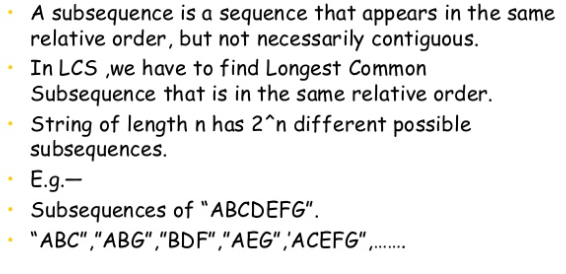 • A subsequence is a sequence that appears in the same
relative order, but not necessarily contiguous.
• In LCS ,we have to find Longest Common
Subsequence that is in the same relative order.
• String of length n has 2^n different possible
subsequences.
• E.g.—
• Subsequences of “ABCDEFG”.
• “ABC”,”ABG”,”BDF”,”AEG”,’ACEFG”,.......